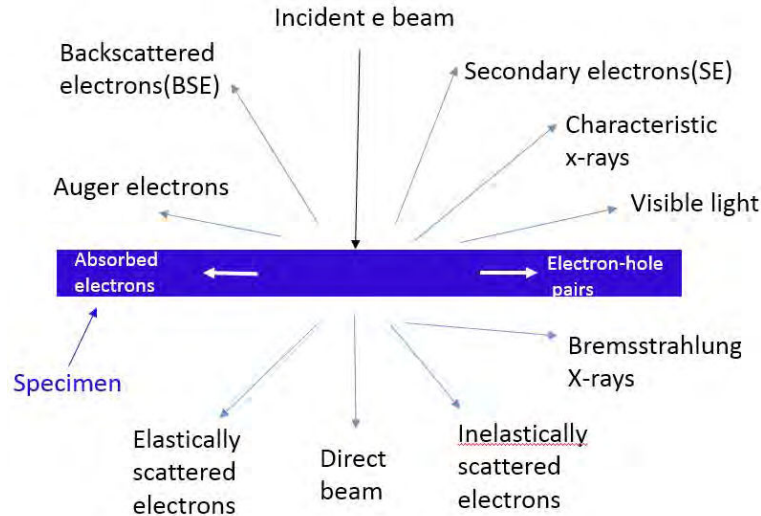 Incident e beam
Backscattered
electrons(BSE)
Secondary electrons(SE)
Characteristic
x-rays
Auger electrons
Visible light
Absorbed
electrons
Electron-hole
pairs
Specimen
Bremsstrahlung
X-rays
Elastically
scattered
electrons
Direct
beam
Inelastically
scattered
electrons